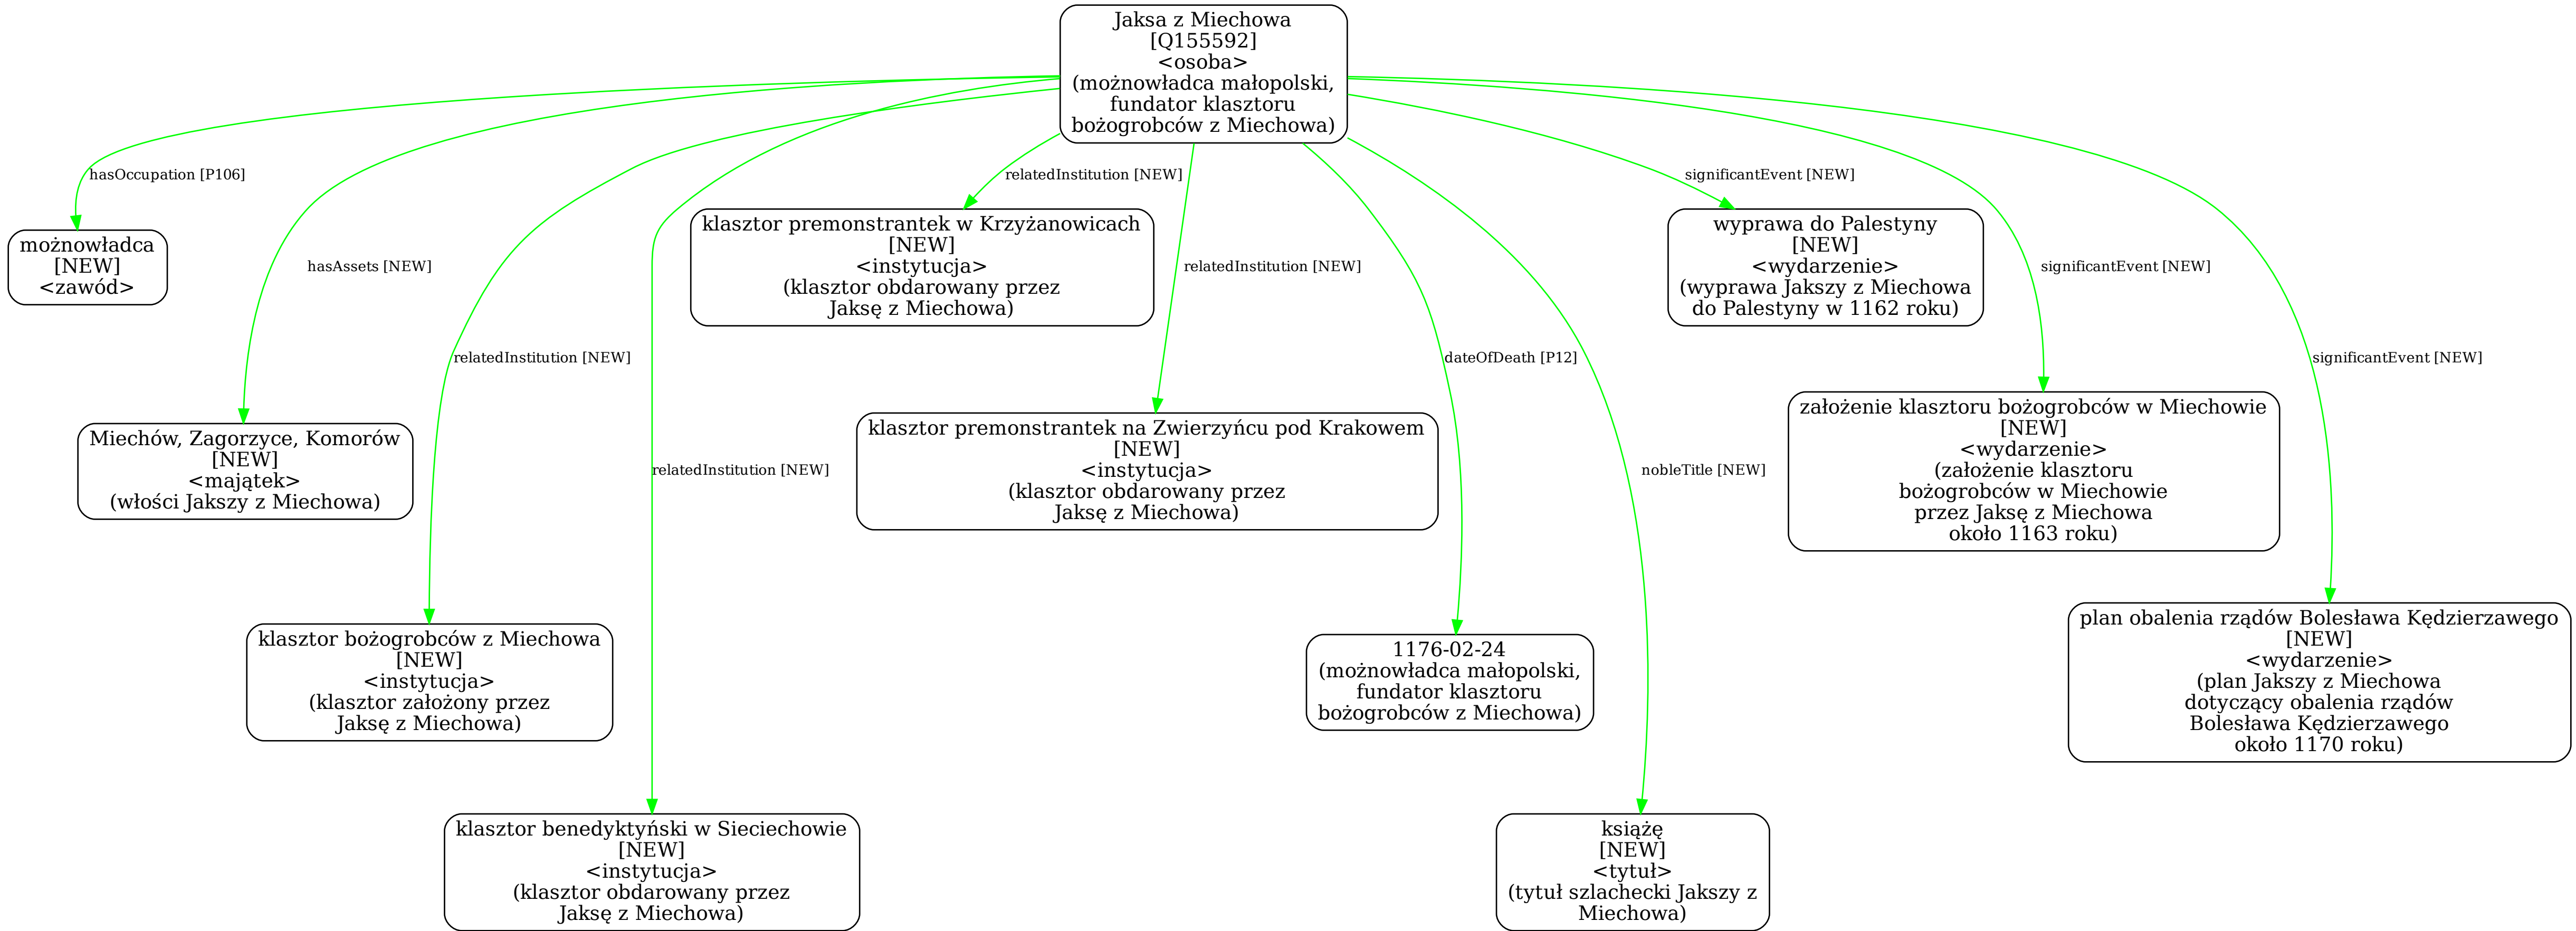 Jaksa z Miechowa
[Q155592]
<osoba>
(możnowładca małopolski,
fundator klasztoru
bożogrobców z Miechowa)
hasOccupation [P106]
relatedInstitution [NEW]
significantEvent [NEW]
możnowładca
[NEW]
<zawód>
hasAssets [NEW]
klasztor premonstrantek w Krzyżanowicach
[NEW]
<instytucja>
(klasztor obdarowany przez
Jaksę z Miechowa)
relatedInstitution [NEW]
wyprawa do Palestyny
[NEW]
<wydarzenie>
(wyprawa Jakszy z Miechowa
do Palestyny w 1162 roku)
significantEvent [NEW]
relatedInstitution [NEW]
dateOfDeath [P12]
significantEvent [NEW]
Miechów, Zagorzyce, Komorów
[NEW]
<majątek>
(włości Jakszy z Miechowa)
relatedInstitution [NEW]
klasztor premonstrantek na Zwierzyńcu pod Krakowem
[NEW]
<instytucja>
(klasztor obdarowany przez
Jaksę z Miechowa)
nobleTitle [NEW]
założenie klasztoru bożogrobców w Miechowie
[NEW]
<wydarzenie>
(założenie klasztoru
bożogrobców w Miechowie
przez Jaksę z Miechowa
około 1163 roku)
klasztor bożogrobców z Miechowa
[NEW]
<instytucja>
(klasztor założony przez
Jaksę z Miechowa)
1176-02-24
(możnowładca małopolski,
fundator klasztoru
bożogrobców z Miechowa)
plan obalenia rządów Bolesława Kędzierzawego
[NEW]
<wydarzenie>
(plan Jakszy z Miechowa
dotyczący obalenia rządów
Bolesława Kędzierzawego
około 1170 roku)
klasztor benedyktyński w Sieciechowie
[NEW]
<instytucja>
(klasztor obdarowany przez
Jaksę z Miechowa)
książę
[NEW]
<tytuł>
(tytuł szlachecki Jakszy z
Miechowa)